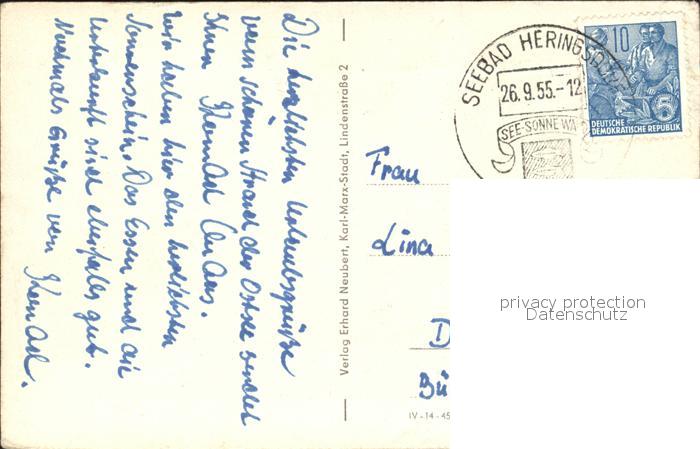 Die herzlichsten Urlaubsgrüße
vom schönen Strand der Ostsee sendet
Ihnen
Wir haben hier den herrlichsten
Sonnenschein. Das Essen und die
Unterkunft sind ebenfalls gut.
Nochmals Grüße von
Verlag Erhard Neubert, Karl-Marx-Stadt, Lindenstraße 2
SEEBAD HERINGSDORF
26.9.55.-12
SEE-SONNE WA
10
5
DEUTSCHE
DEMOKRATISCHE REPUBLIK
Frau
Lina
D
Bü
IV-14-45
privacy protection
Datenschutz